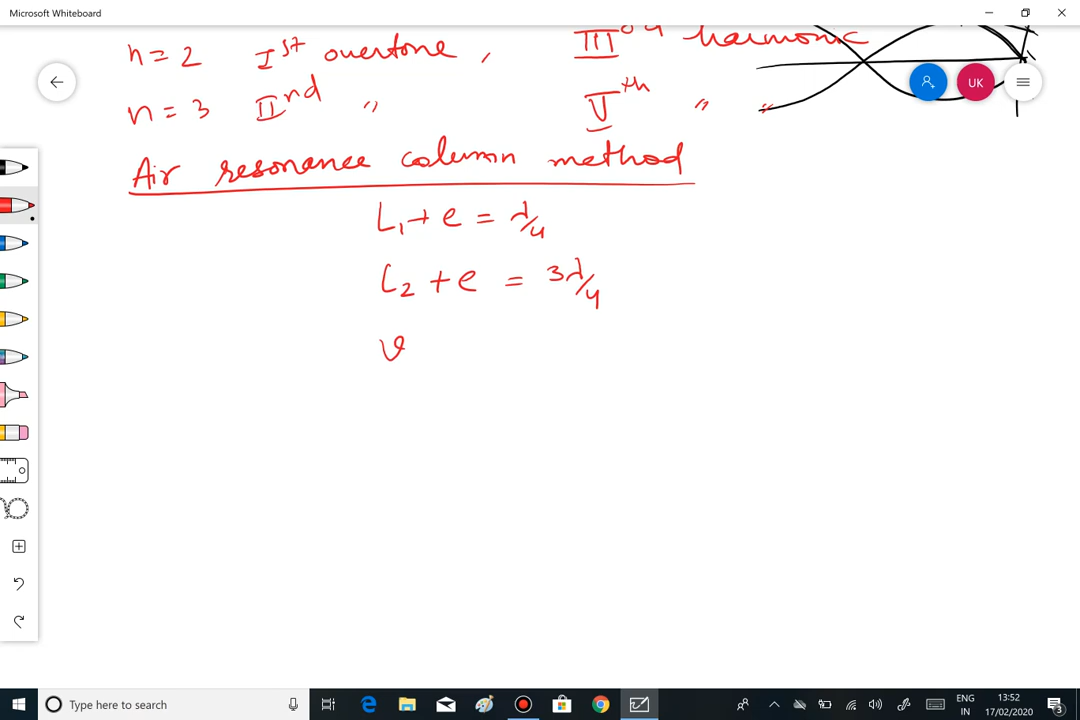 Microsoft Whiteboard
n = 2 Ist overtone, IIIrd harmonic
UK
n = 3 IInd " Vth " "
Air resonance column method
L₁ + e = λ/4
L₂ + e = 3λ/4
v
Type here to search
ENG
IN
13:52
17/02/2020
3